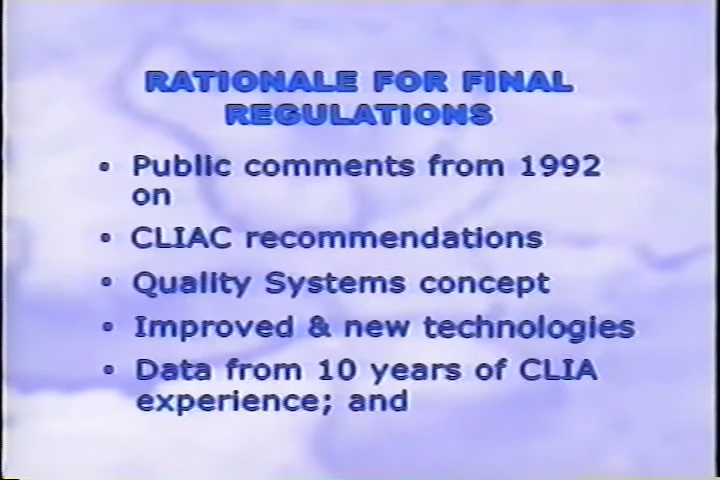 RATIONALE FOR FINAL
REGULATIONS
• Public comments from 1992
on
• CLIAC recommendations
• Quality Systems concept
• Improved & new technologies
• Data from 10 years of CLIA
experience; and